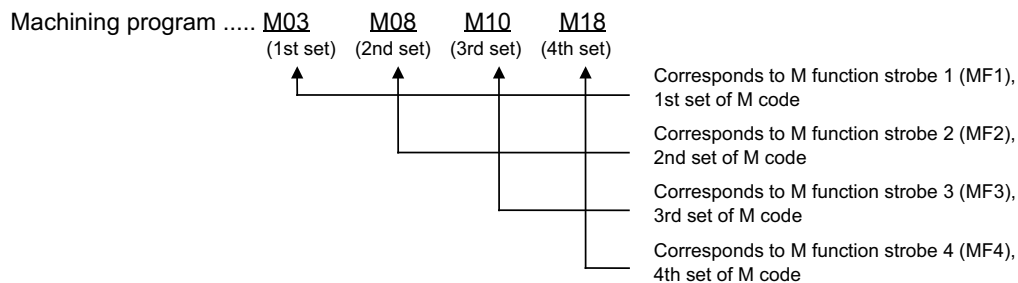 Machining program ..... M03 M08 M10 M18
(1st set) (2nd set) (3rd set) (4th set)
Corresponds to M function strobe 1 (MF1),
1st set of M code
Corresponds to M function strobe 2 (MF2),
2nd set of M code
Corresponds to M function strobe 3 (MF3),
3rd set of M code
Corresponds to M function strobe 4 (MF4),
4th set of M code